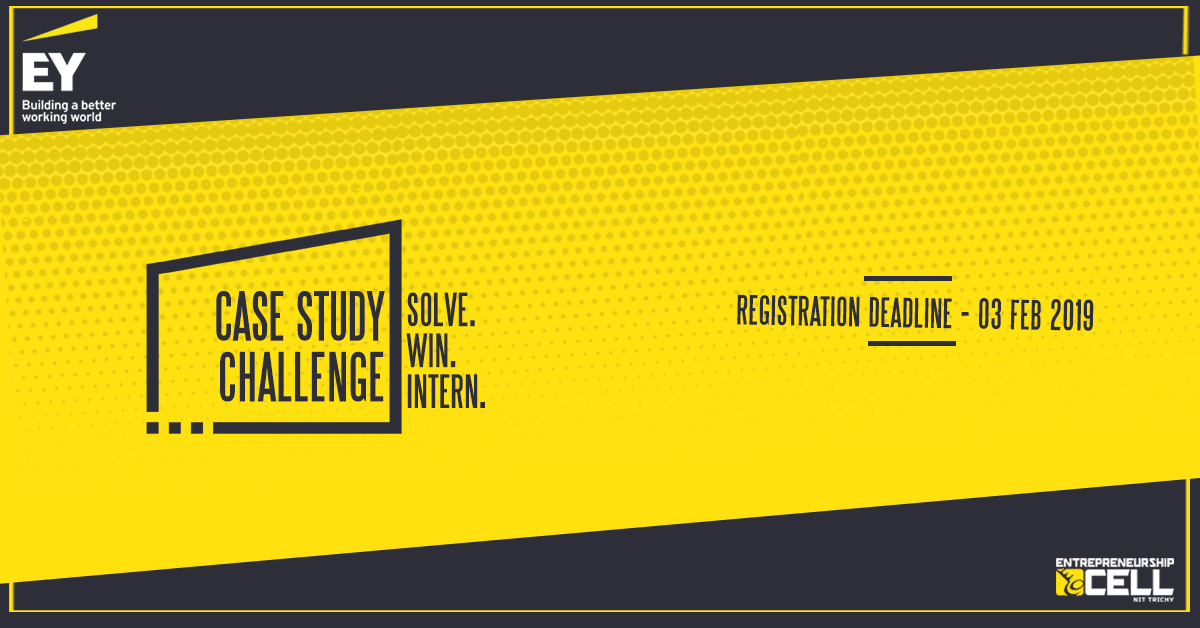 EY
Building a better
working world
CASE STUDY
CHALLENGE
SOLVE.
WIN.
INTERN.
REGISTRATION DEADLINE - 03 FEB 2019
ENTREPRENEURSHIP
CELL
NIT TRICHY